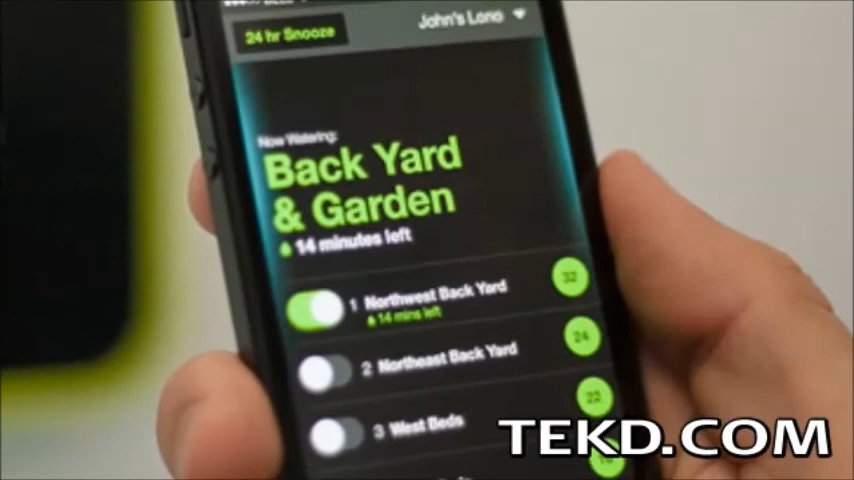 24 hr Snooze
John's Lono
Now Watering:
Back Yard
& Garden
14 minutes left
1 Northwest Back Yard 32
14 mins left
2 Northeast Back Yard 24
3 West Beds 22
TEKD.COM